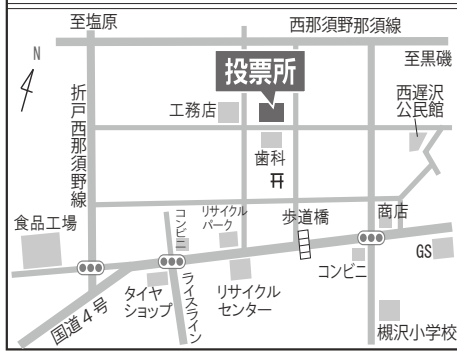 至塩原
西那須野那須線
N
至黒磯
投票所
西遅沢
公民館
工務店
折戸西那須野線
歯科
食品工場
コンビニ
リサイクル
パーク
歩道橋
商店
GS
タイヤ
ショップ
ライスライン
リサイクル
センター
コンビニ
国道4号
槻沢小学校